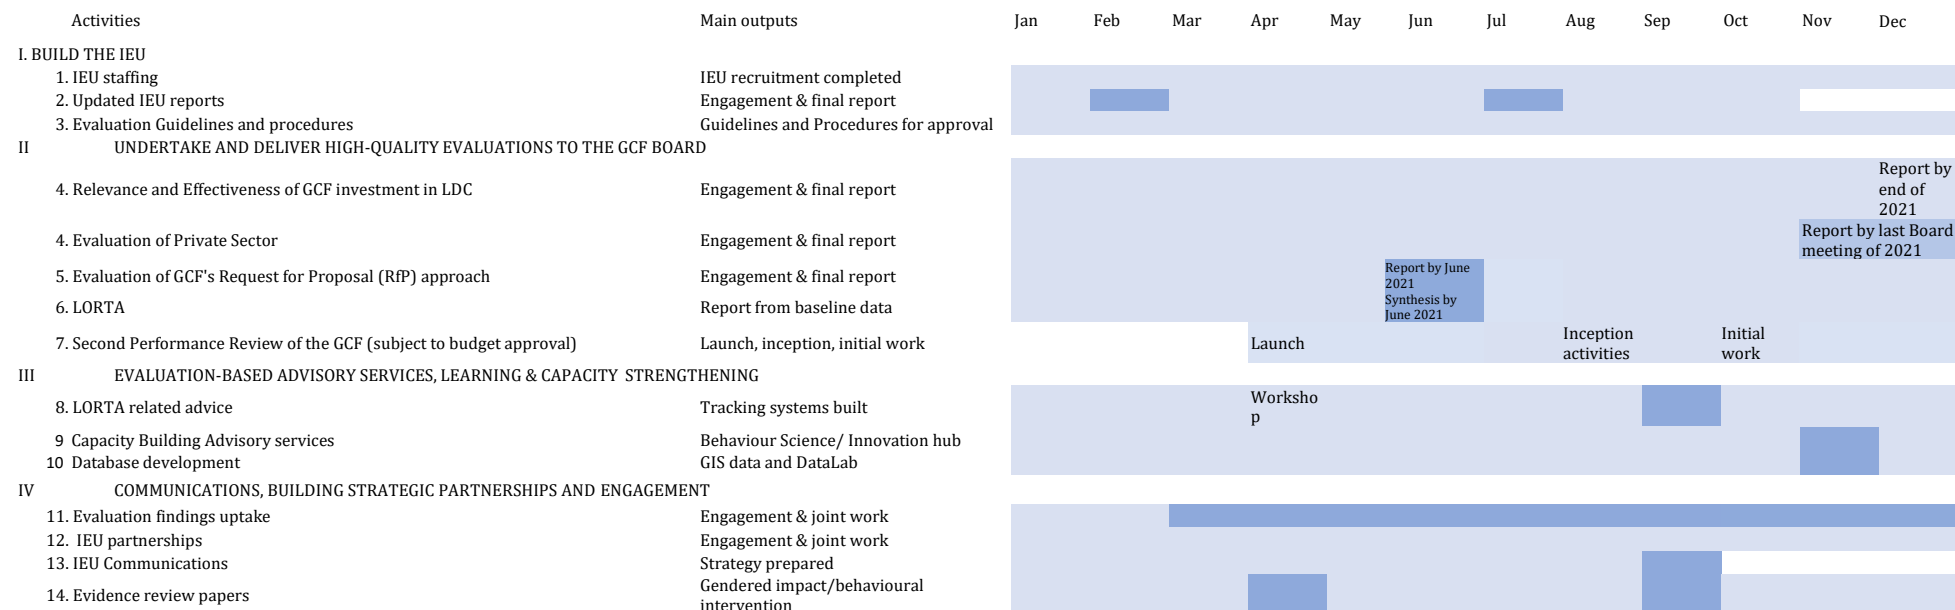 Activities Main outputs Jan Feb Mar Apr May Jun Jul Aug Sep Oct Nov Dec
I. BUILD THE IEU
1. IEU staffing IEU recruitment completed
2. Updated IEU reports Engagement & final report
3. Evaluation Guidelines and procedures Guidelines and Procedures for approval
II UNDERTAKE AND DELIVER HIGH-QUALITY EVALUATIONS TO THE GCF BOARD
4. Relevance and Effectiveness of GCF investment in LDC Engagement & final report
Report by
end of
2021
4. Evaluation of Private Sector Engagement & final report
Report by last Board
meeting of 2021
5. Evaluation of GCF's Request for Proposal (RfP) approach Engagement & final report
Report by June
2021
6. LORTA Report from baseline data
Synthesis by
June 2021
7. Second Performance Review of the GCF (subject to budget approval) Launch, inception, initial work Launch
Inception
activities
Initial
work
III EVALUATION-BASED ADVISORY SERVICES, LEARNING & CAPACITY STRENGTHENING
8. LORTA related advice Tracking systems built
Worksho
p
9 Capacity Building Advisory services Behaviour Science/ Innovation hub
10 Database development GIS data and DataLab
IV COMMUNICATIONS, BUILDING STRATEGIC PARTNERSHIPS AND ENGAGEMENT
11. Evaluation findings uptake Engagement & joint work
12. IEU partnerships Engagement & joint work
13. IEU Communications Strategy prepared
14. Evidence review papers
Gendered impact/behavioural
intervention